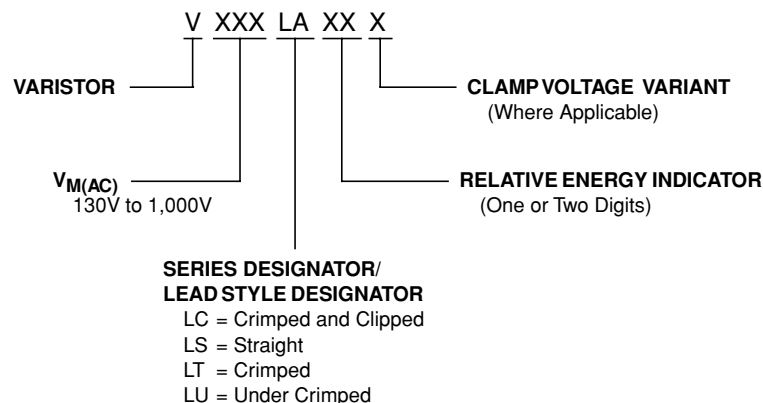 V XXX LA XX X
VARISTOR
CLAMP VOLTAGE VARIANT
(Where Applicable)
VM(AC)
130V to 1,000V
RELATIVE ENERGY INDICATOR
(One or Two Digits)
SERIES DESIGNATOR/
LEAD STYLE DESIGNATOR
LC = Crimped and Clipped
LS = Straight
LT = Crimped
LU = Under Crimped